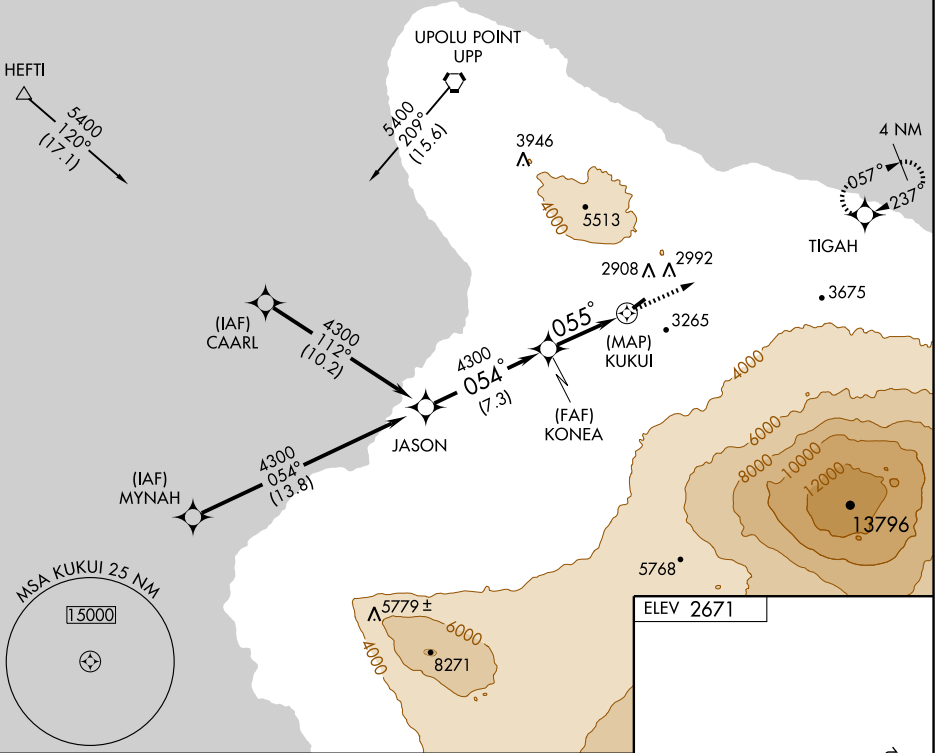 UPOLU POINT
UPP
HEFTI
5400
120°
(17.1)
5400
209°
(15.6)
3946
4 NM
057°
237°
4000
5513
TIGAH
2908
2992
3675
(IAF)
CAARL
4300
112°
(10.2)
055°
3265
(MAP)
KUKUI
4300
054°
(7.3)
4000
(FAF)
KONEA
JASON
6000
8000
10000
12000
(IAF)
MYNAH
4300
054°
(13.8)
13796
MSA KUKUI 25 NM
15000
5768
5779 ±
6000
4000
8271
ELEV 2671